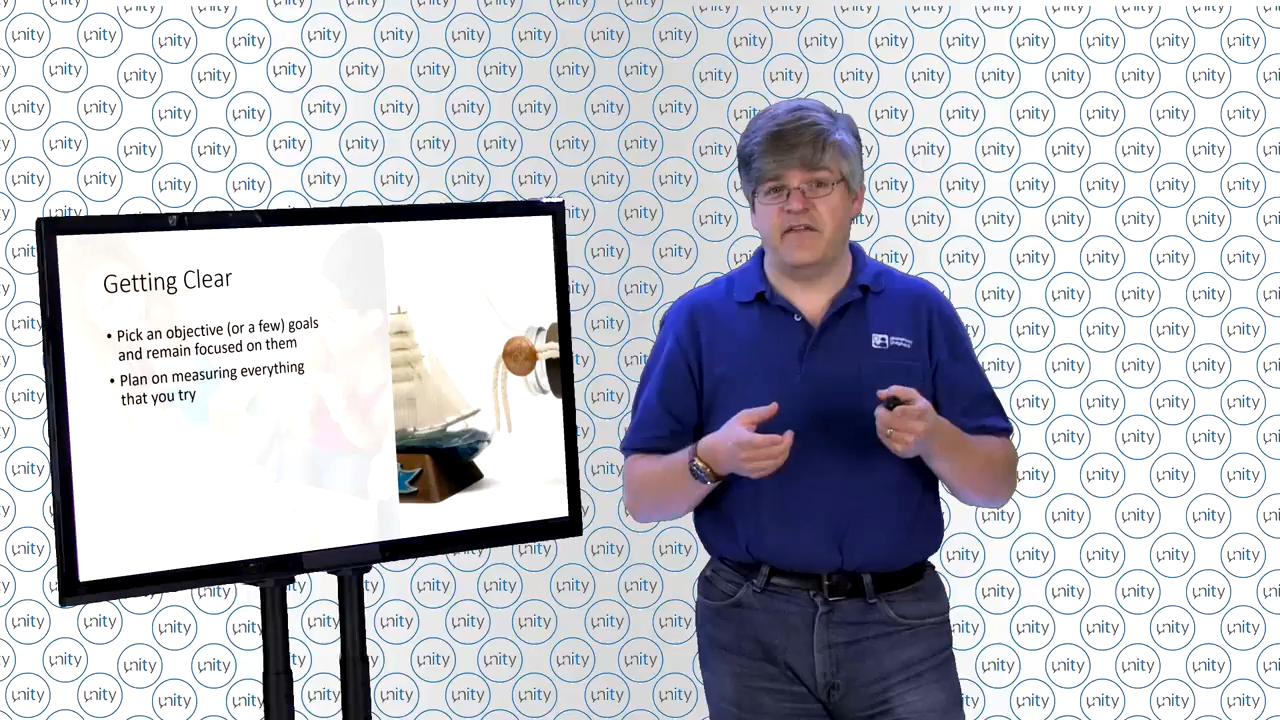 Getting Clear
• Pick an objective (or a few) goals
and remain focused on them
• Plan on measuring everything
that you try
unity